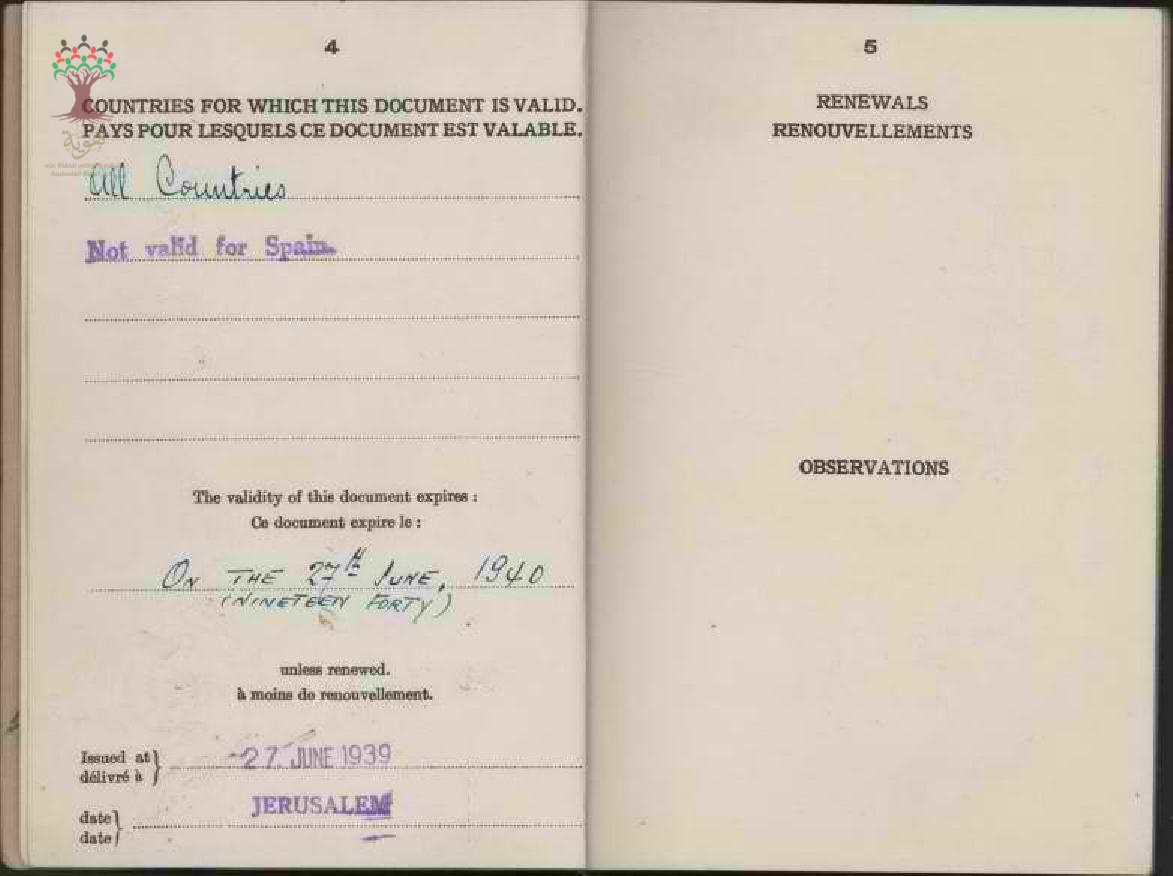 4
COUNTRIES FOR WHICH THIS DOCUMENT IS VALID.
PAYS POUR LESQUELS CE DOCUMENT EST VALABLE.
هوية
All Countries
Not valid for Spain.
The validity of this document expires :
Ce document expire le :
ON THE 27TH JUNE, 1940
(NINETEEN FORTY)
unless renewed.
à moins de renouvellement.
Issued at
délivré à
27. JUNE 1939
JERUSALEM
date
date
5
RENEWALS
RENOUVELLEMENTS
OBSERVATIONS